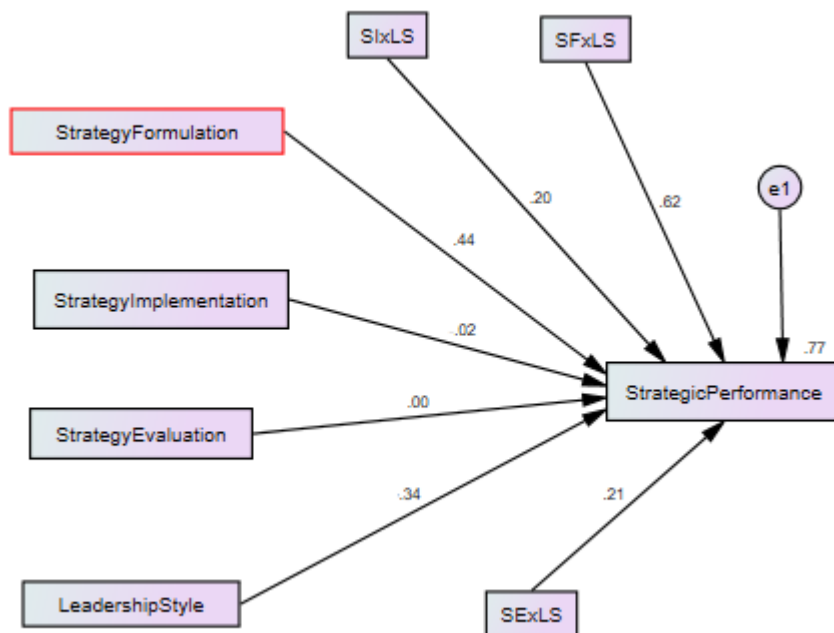 SIxLS
SFxLS
StrategyFormulation
e1
.20
.62
.44
StrategyImplementation
-.02
.77
StrategicPerformance
.00
StrategyEvaluation
.34
.21
LeadershipStyle
SExLS